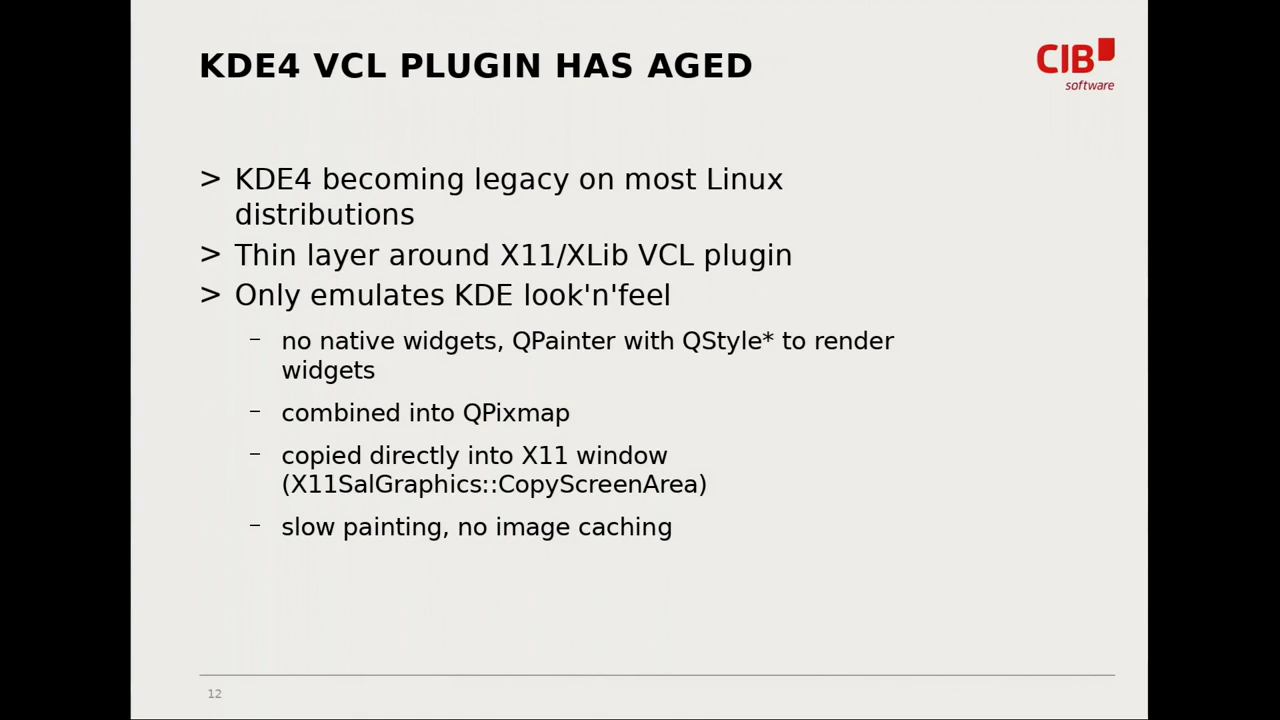 KDE4 VCL PLUGIN HAS AGED
CIB
software
> KDE4 becoming legacy on most Linux
distributions
> Thin layer around X11/XLib VCL plugin
> Only emulates KDE look'n'feel
– no native widgets, QPainter with QStyle* to render
widgets
– combined into QPixmap
– copied directly into X11 window
(X11SalGraphics::CopyScreenArea)
– slow painting, no image caching
12